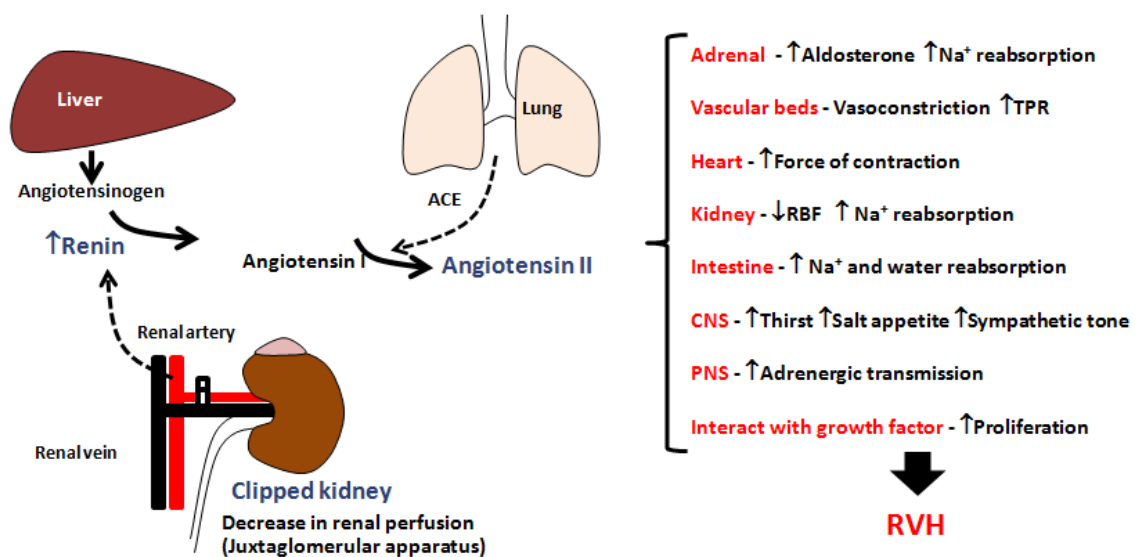 Liver
Lung
Angiotensinogen
ACE
↑Renin
Angiotensin I
Angiotensin II
Renal artery
Renal vein
Clipped kidney
Decrease in renal perfusion
(Juxtaglomerular apparatus)
Adrenal - ↑Aldosterone ↑Na⁺ reabsorption
Vascular beds - Vasoconstriction ↑TPR
Heart - ↑Force of contraction
Kidney - ↓RBF ↑ Na⁺ reabsorption
Intestine - ↑ Na⁺ and water reabsorption
CNS - ↑Thirst ↑Salt appetite ↑Sympathetic tone
PNS - ↑Adrenergic transmission
Interact with growth factor - ↑Proliferation
RVH